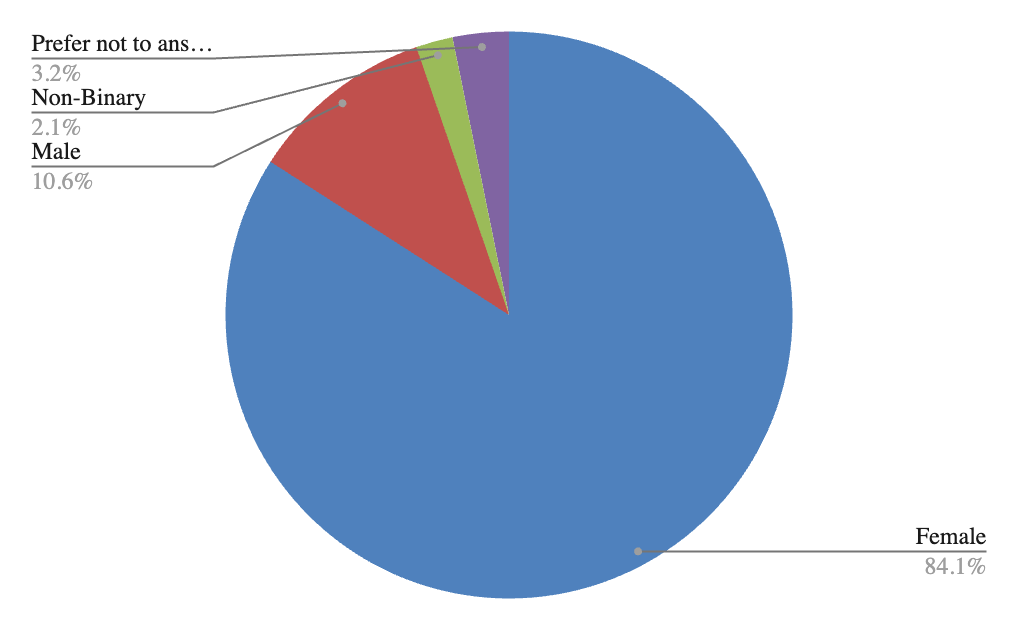 Prefer not to ans…
3.2%
Non-Binary
2.1%
Male
10.6%
Female
84.1%